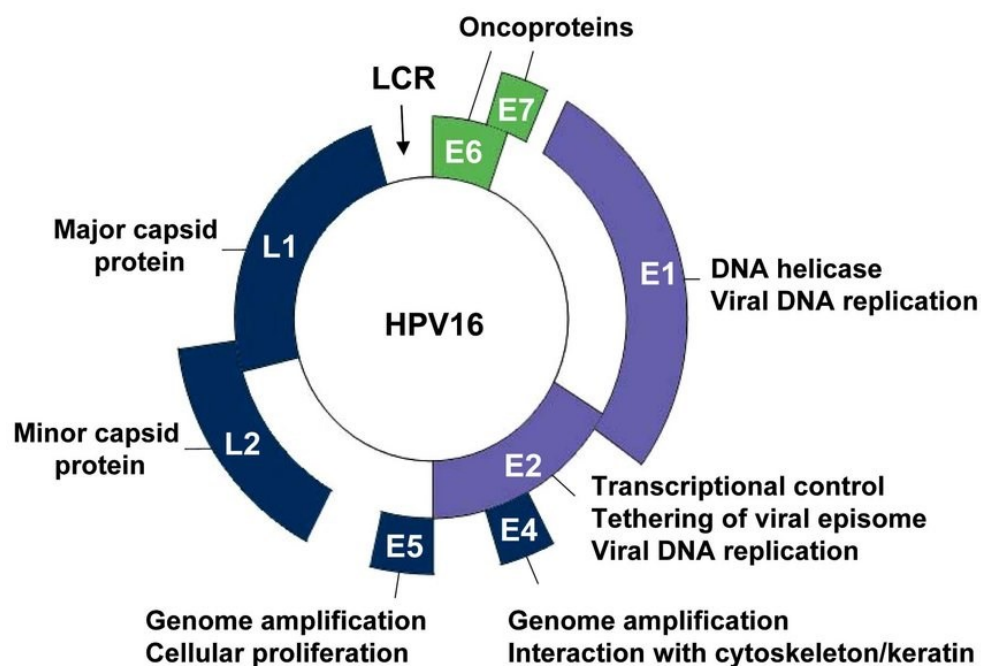 Oncoproteins
LCR
E7
E6
Major capsid
protein
L1
E1
DNA helicase
Viral DNA replication
HPV16
Minor capsid
protein
L2
E2
Transcriptional control
Tethering of viral episome
Viral DNA replication
E4
E5
Genome amplification
Cellular proliferation
Genome amplification
Interaction with cytoskeleton/keratin